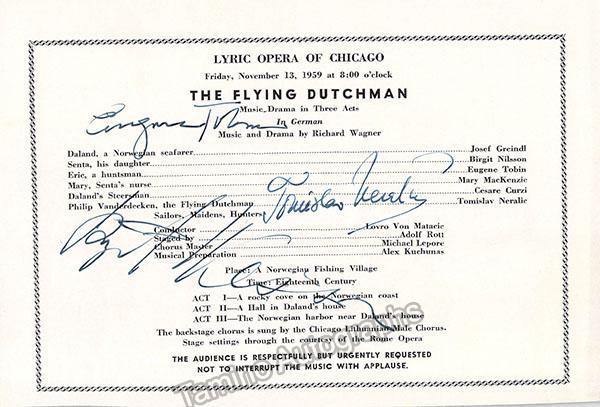 LYRIC OPERA OF CHICAGO
Friday, November 13, 1959 at 8:00 o'clock
THE FLYING DUTCHMAN
Music Drama in Three Acts
In German
Music and Drama by Richard Wagner
Eugene Tobin
Daland, a Norwegian seafarer Josef Greindl
Senta, his daughter Birgit Nilsson
Eric, a huntsman Eugene Tobin
Mary, Senta's nurse Mary MacKenzie
Daland's Steersman Cesare Curzi
Philip Vanderdecken, the Flying Dutchman Tomislav Neralic
Sailors, Maidens, Hunters
Tomislav Neralic
Conductor Lovro Von Matacic
Staged by Adolf Rott
Chorus Master Michael Lepore
Musical Preparation Alex Kuchunas
Place: A Norwegian Fishing Village
Time: Eighteenth Century
ACT I—A rocky cove on the Norwegian coast
ACT II—A Hall in Daland's house
ACT III—The Norwegian harbor near Daland's house
The backstage chorus is sung by the Chicago Lithuanian Male Chorus.
Stage settings through the courtesy of the Rome Opera
THE AUDIENCE IS RESPECTFULLY BUT URGENTLY REQUESTED
NOT TO INTERRUPT THE MUSIC WITH APPLAUSE.
Tamino Autographs